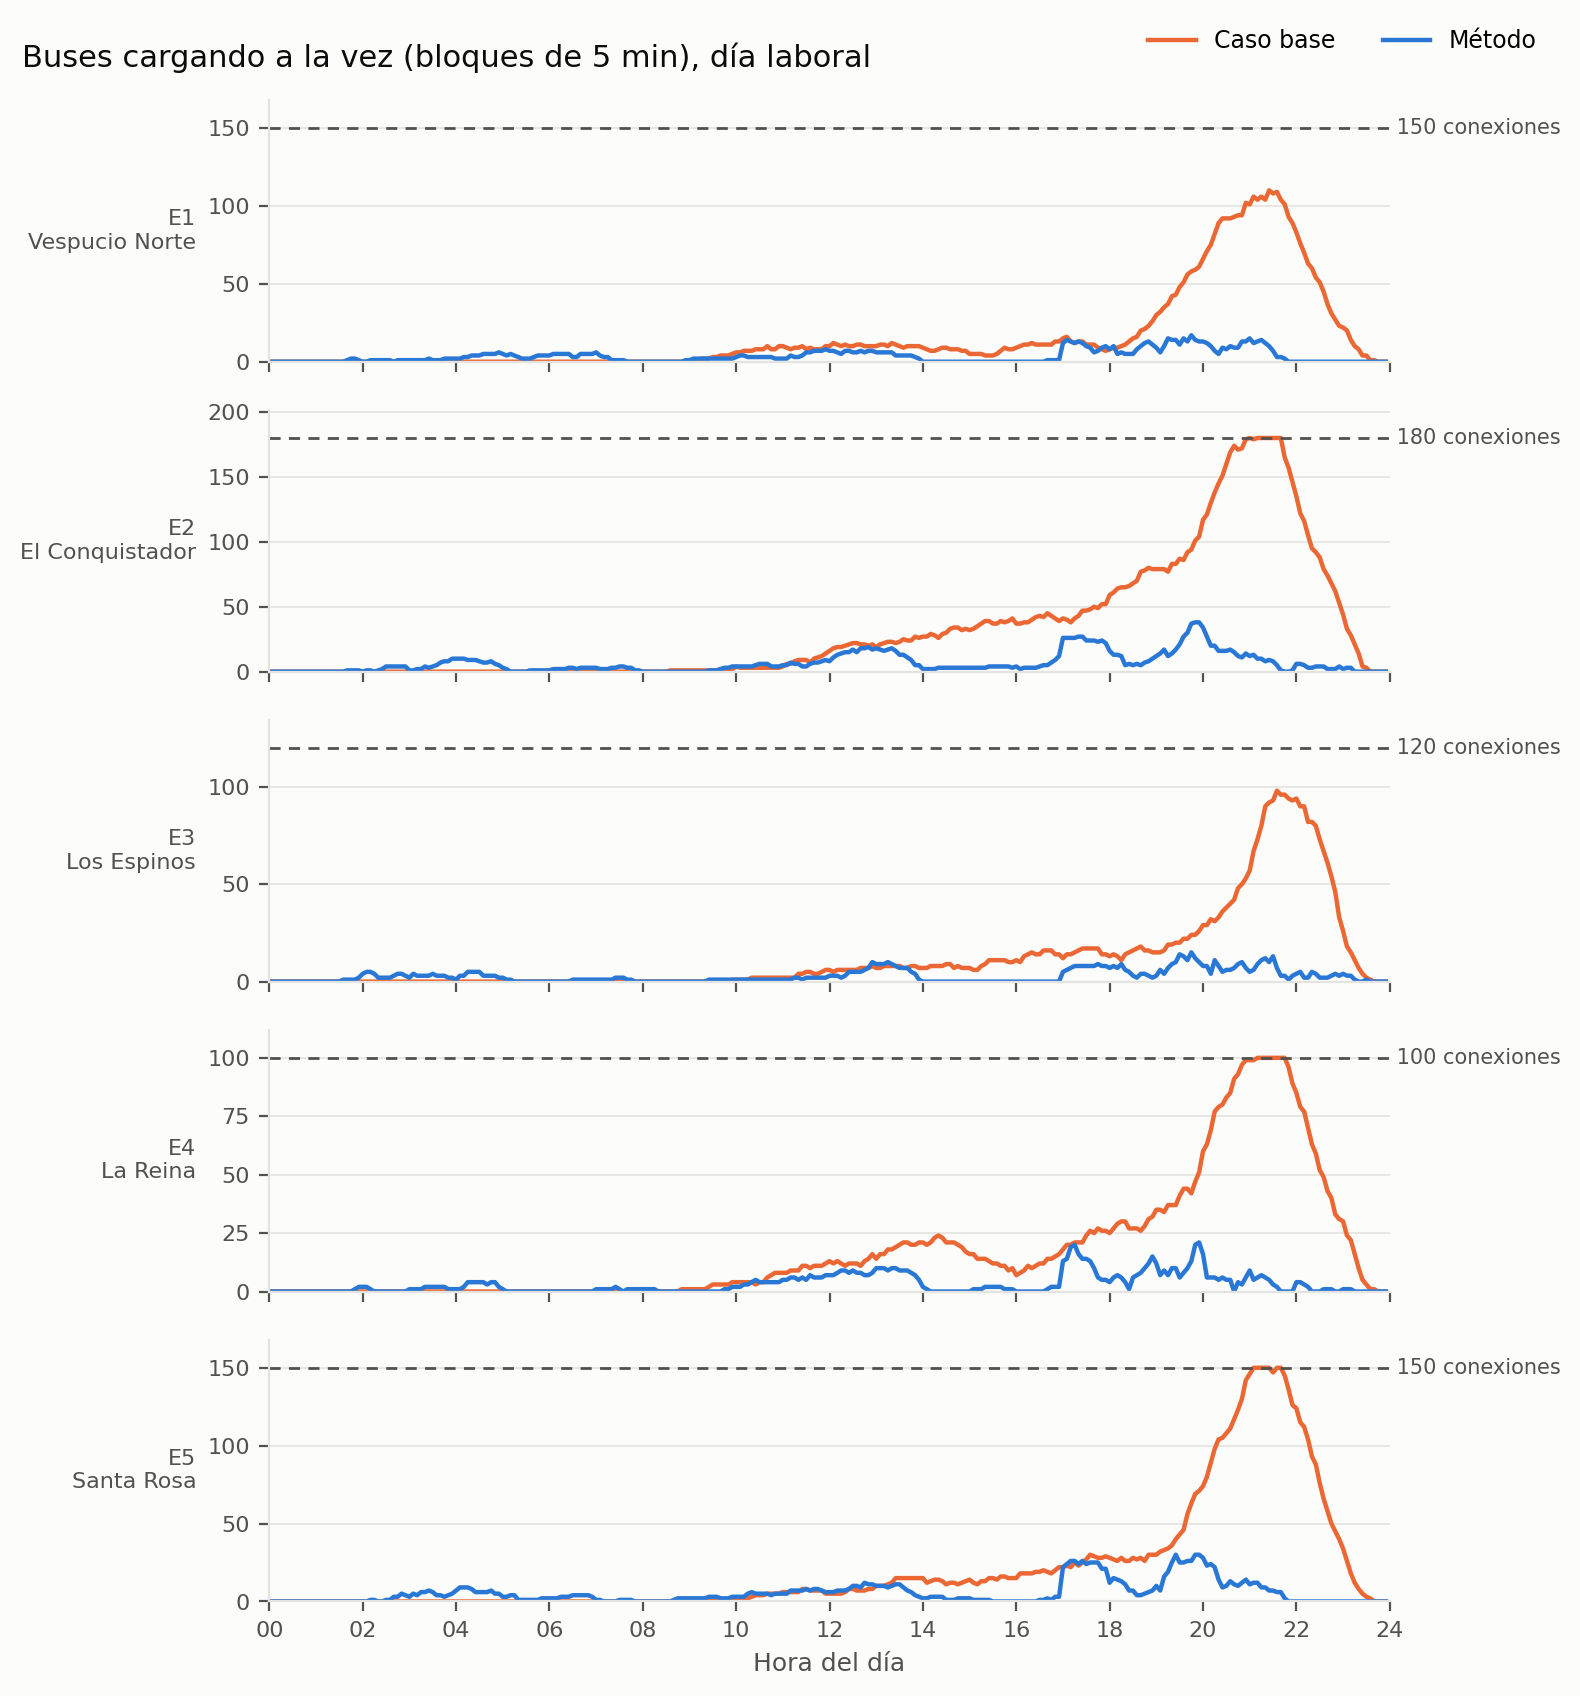 Buses cargando a la vez (bloques de 5 min), día laboral
Caso base
Método
150
100
50
0
E1
Vespucio Norte
150 conexiones
200
150
100
50
0
E2
El Conquistador
180 conexiones
100
50
0
E3
Los Espinos
120 conexiones
100
75
50
25
0
E4
La Reina
100 conexiones
150
100
50
0
E5
Santa Rosa
150 conexiones
00 02 04 06 08 10 12 14 16 18 20 22 24
Hora del día